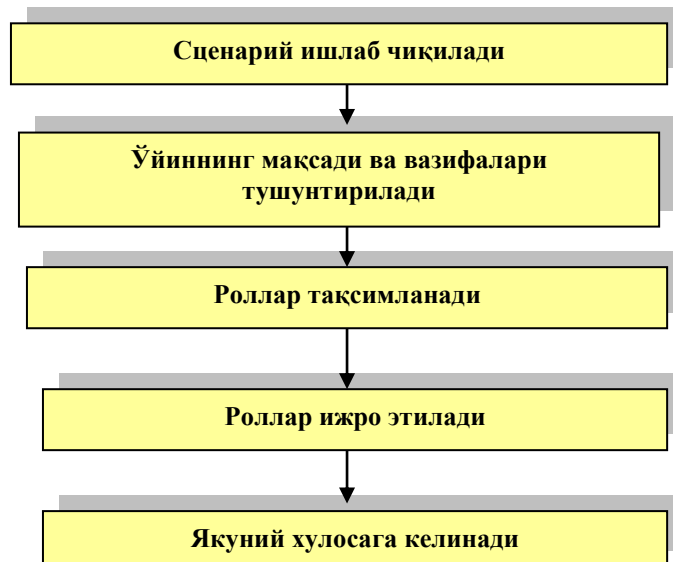 Сценарий ишлаб чиқилади
Ўйиннинг мақсади ва вазифалари
тушунтирилади
Роллар тақсимланади
Роллар ижро этилади
Якуний хулосага келинади